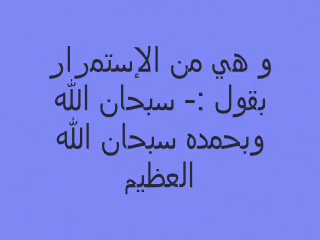 و هي من الإستمرار
بقول :- سبحان الله
وبحمده سبحان الله
العظيم